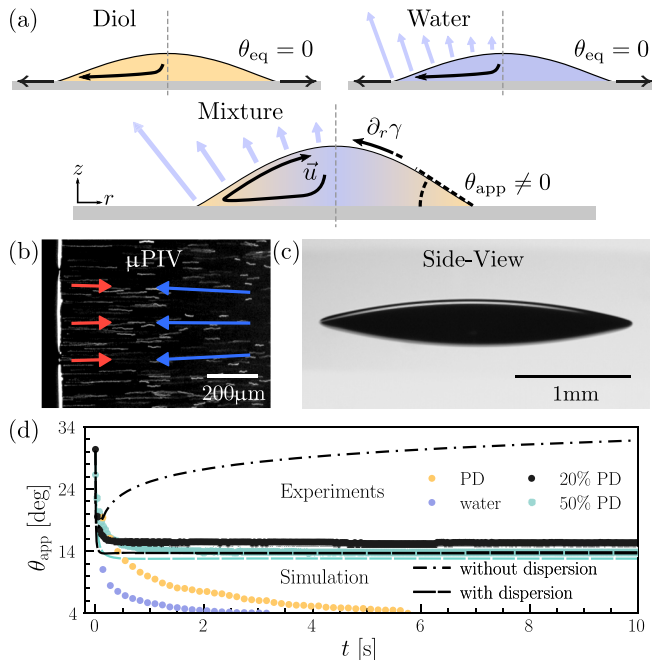 (a) Diol Water
θeq = 0 θeq = 0
Mixture
∂rγ
z
r
u⃗
θapp ≠ 0
(b) μPIV
200μm
(c) Side-View
1mm
(d)
34
24
14
4
θapp [deg]
Experiments
PD
water
20% PD
50% PD
Simulation
without dispersion
with dispersion
0 2 4 6 8 10
t [s]